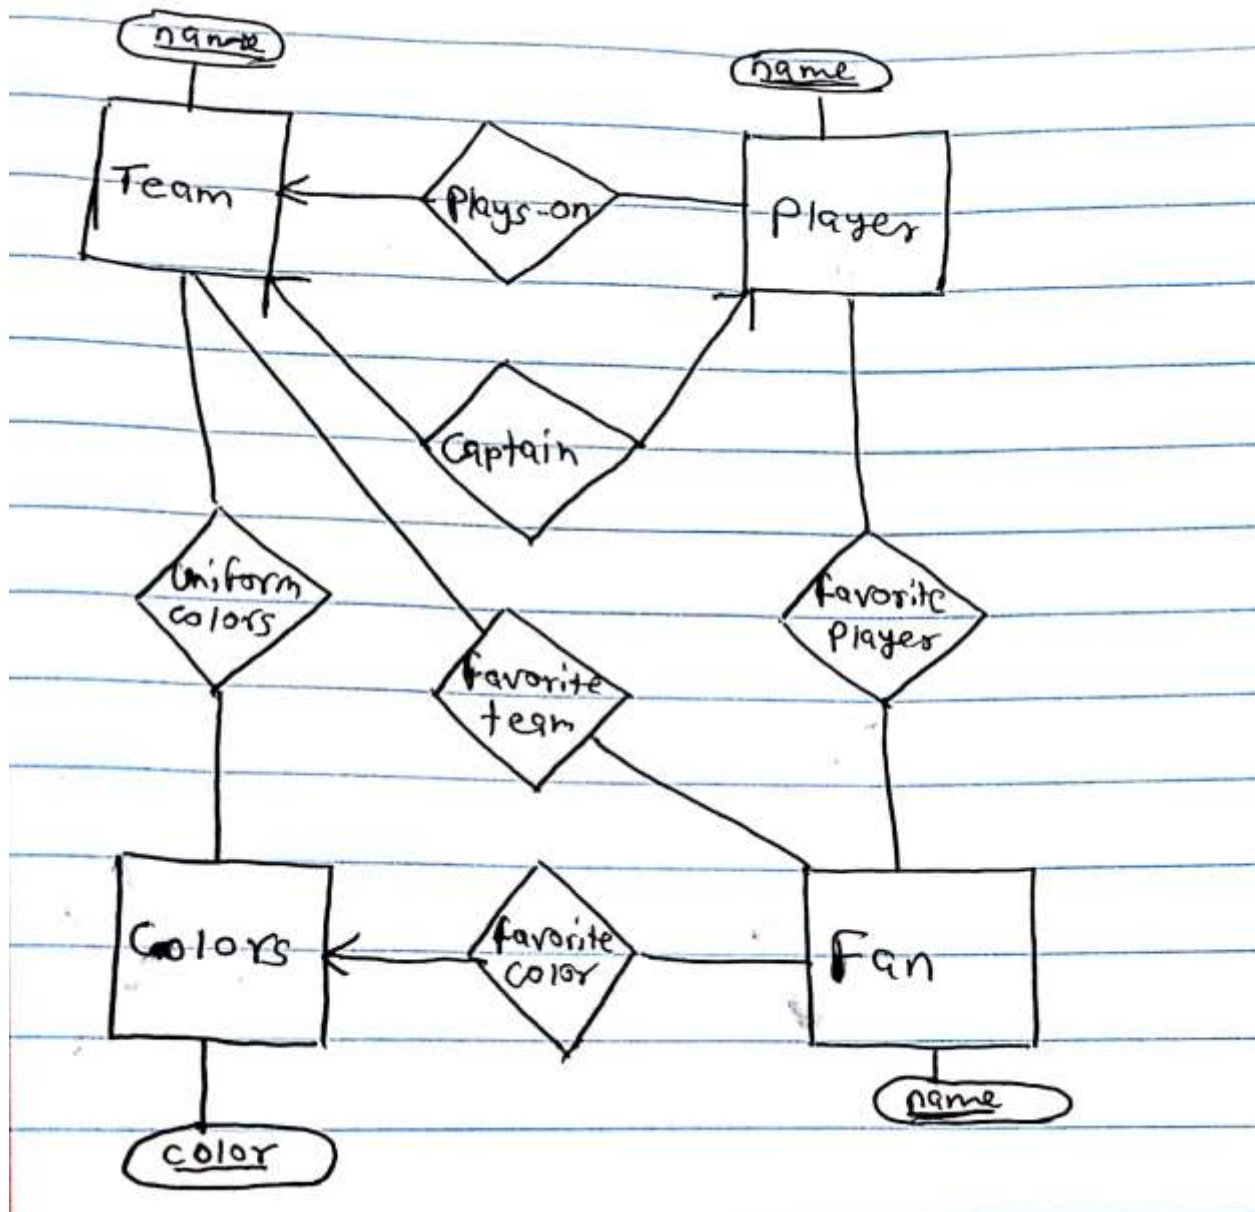 name
name
Team
Plays-on
Player
Captain
Uniform
colors
favorite
Player
Favorite
team
Colors
favorite
color
Fan
name
color